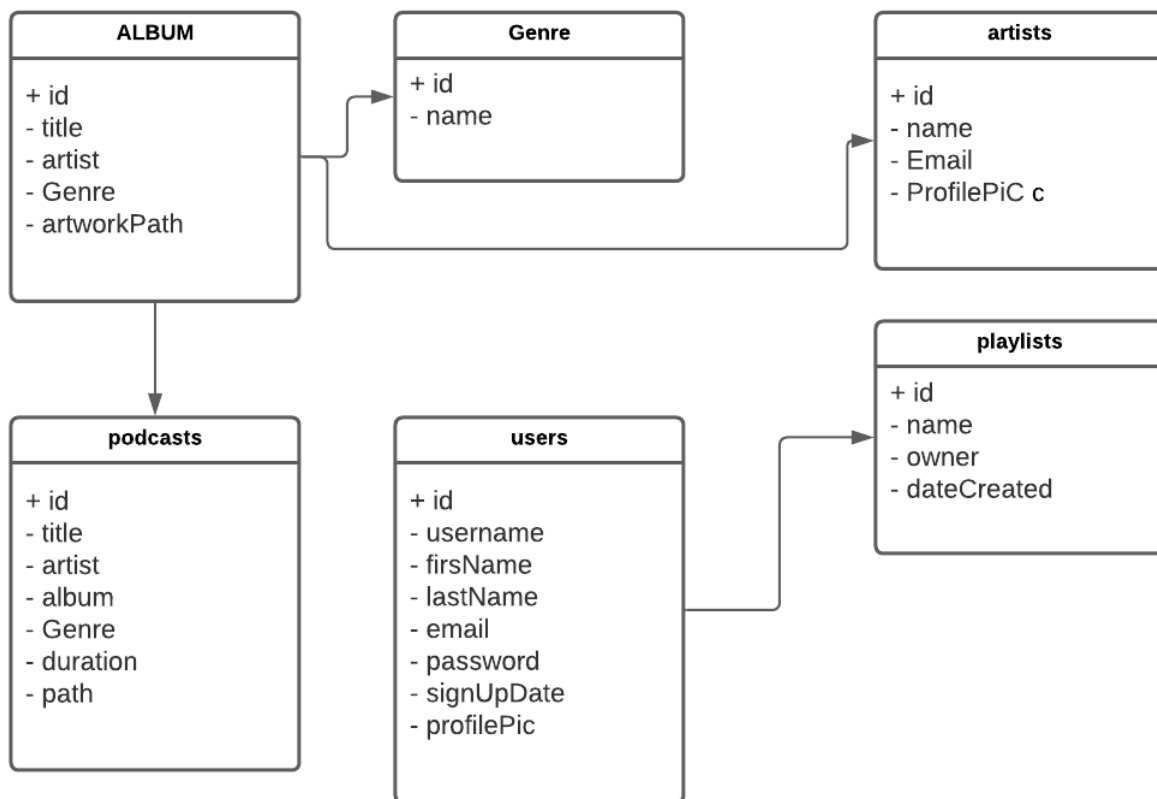 ALBUM
+ id
- title
- artist
- Genre
- artworkPath
Genre
+ id
- name
artists
+ id
- name
- Email
- ProfilePiC c
podcasts
+ id
- title
- artist
- album
- Genre
- duration
- path
users
+ id
- username
- firsName
- lastName
- email
- password
- signUpDate
- profilePic
playlists
+ id
- name
- owner
- dateCreated